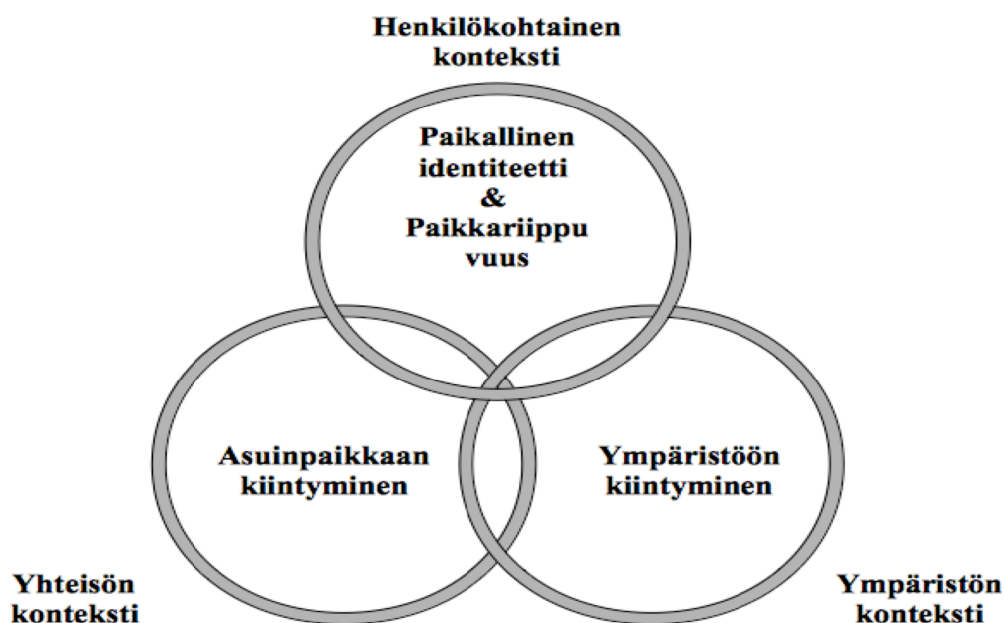 Henkilökohtainen
konteksti
Paikallinen
identiteetti
&
Paikkariippu
vuus
Asuinpaikkaan
kiintyminen
Ympäristöön
kiintyminen
Yhteisön
konteksti
Ympäristön
konteksti